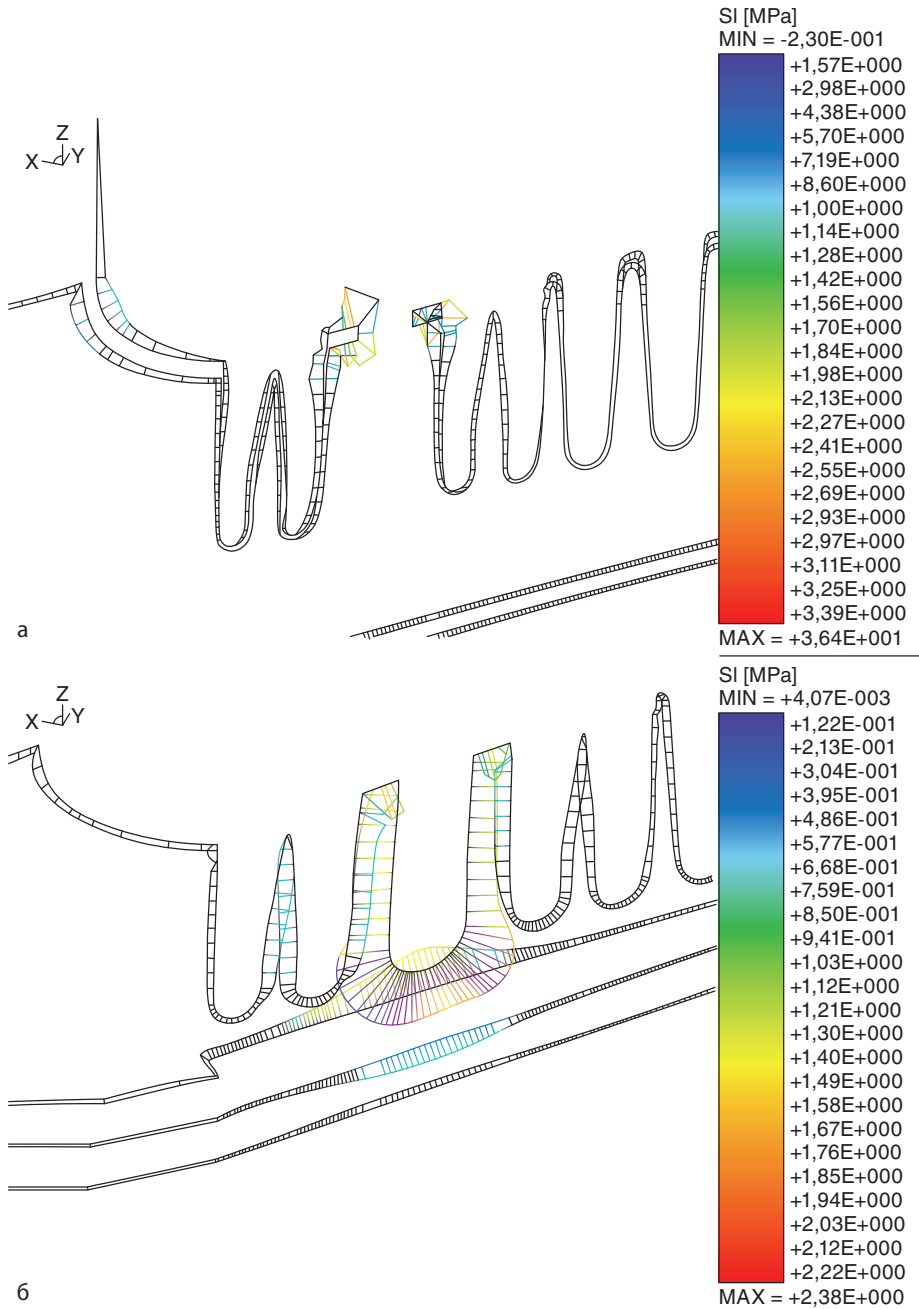 SI [MPa]
MIN = -2,30E-001
+1,57E+000
+2,98E+000
+4,38E+000
+5,70E+000
+7,19E+000
+8,60E+000
+1,00E+000
+1,14E+000
+1,28E+000
+1,42E+000
+1,56E+000
+1,70E+000
+1,84E+000
+1,98E+000
+2,13E+000
+2,27E+000
+2,41E+000
+2,55E+000
+2,69E+000
+2,93E+000
+2,97E+000
+3,11E+000
+3,25E+000
+3,39E+000
MAX = +3,64E+001
Z
X Y
а
SI [MPa]
MIN = +4,07E-003
+1,22E-001
+2,13E-001
+3,04E-001
+3,95E-001
+4,86E-001
+5,77E-001
+6,68E-001
+7,59E-001
+8,50E-001
+9,41E-001
+1,03E+000
+1,12E+000
+1,21E+000
+1,30E+000
+1,40E+000
+1,49E+000
+1,58E+000
+1,67E+000
+1,76E+000
+1,85E+000
+1,94E+000
+2,03E+000
+2,12E+000
+2,22E+000
MAX = +2,38E+000
Z
X Y
б